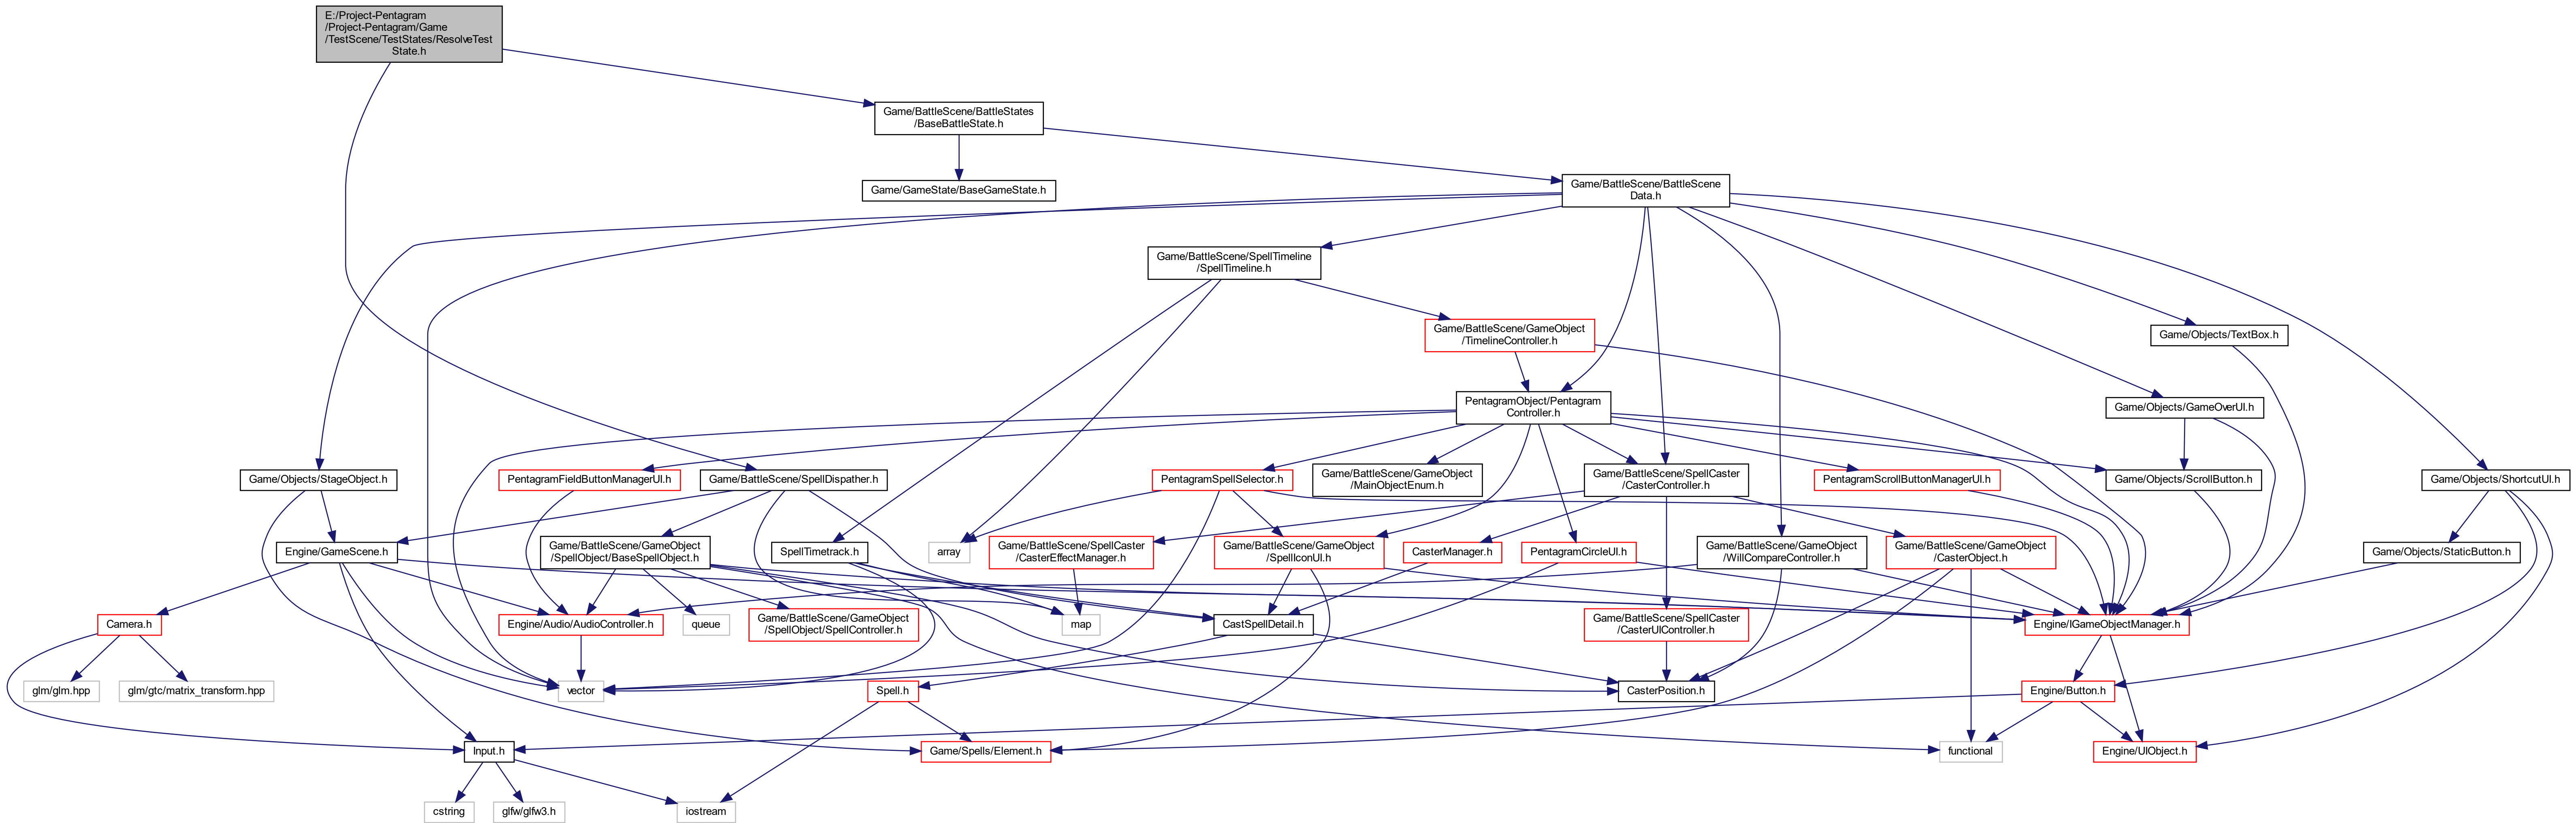 E:/Project-Pentagram
/Project-Pentagram/Game
/TestScene/TestStates/ResolveTest
State.h
Game/BattleScene/BattleStates
/BaseBattleState.h
Game/GameState/BaseGameState.h
Game/BattleScene/BattleScene
Data.h
Game/BattleScene/SpellTimeline
/SpellTimeline.h
Game/BattleScene/GameObject
/TimelineController.h
Game/Objects/TextBox.h
PentagramObject/Pentagram
Controller.h
Game/Objects/GameOverUI.h
Game/Objects/StageObject.h
PentagramFieldButtonManagerUI.h
Game/BattleScene/SpellDispather.h
PentagramSpellSelector.h
Game/BattleScene/GameObject
/MainObjectEnum.h
Game/BattleScene/SpellCaster
/CasterController.h
PentagramScrollButtonManagerUI.h
Game/Objects/ScrollButton.h
Game/Objects/ShortcutUI.h
Engine/GameScene.h
Game/BattleScene/GameObject
/SpellObject/BaseSpellObject.h
SpellTimetrack.h
array
Game/BattleScene/SpellCaster
/CasterEffectManager.h
Game/BattleScene/GameObject
/SpellIconUI.h
CasterManager.h
PentagramCircleUI.h
Game/BattleScene/GameObject
/WillCompareController.h
Game/BattleScene/GameObject
/CasterObject.h
Game/Objects/StaticButton.h
Camera.h
Engine/Audio/AudioController.h
queue
Game/BattleScene/GameObject
/SpellObject/SpellController.h
map
CastSpellDetail.h
Game/BattleScene/SpellCaster
/CasterUIController.h
Engine/IGameObjectManager.h
glm/glm.hpp
glm/gtc/matrix_transform.hpp
vector
Spell.h
CasterPosition.h
Engine/Button.h
Input.h
Game/Spells/Element.h
functional
Engine/UIObject.h
cstring
glfw/glfw3.h
iostream